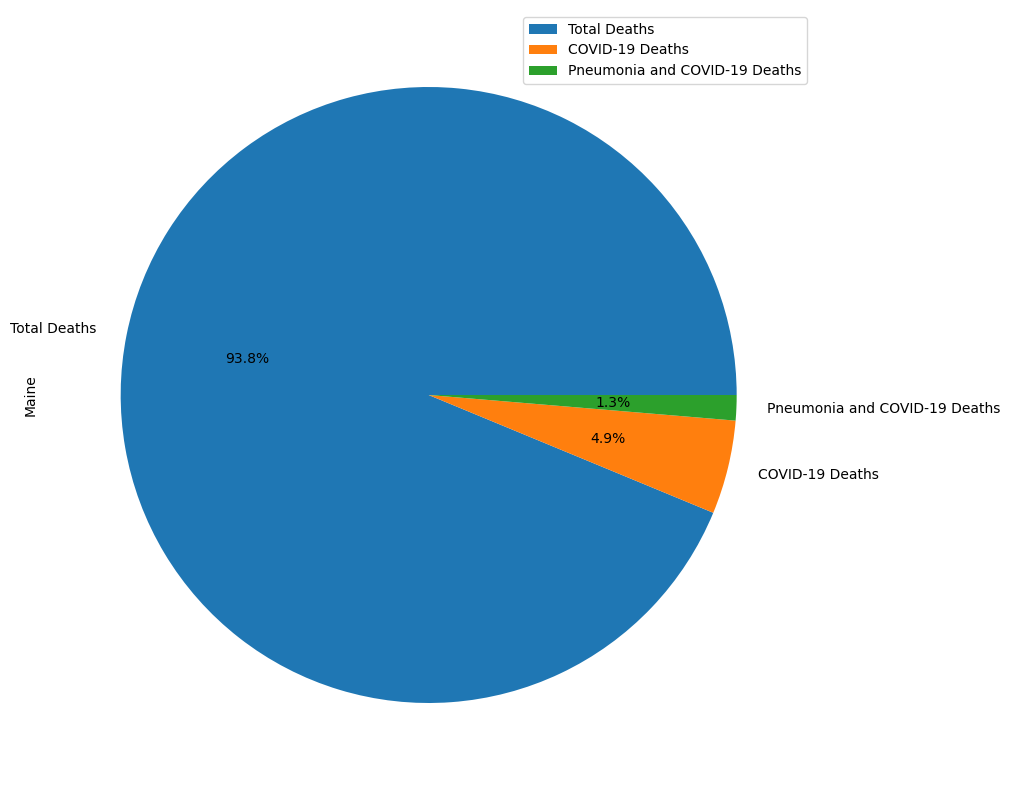 Total Deaths
COVID-19 Deaths
Pneumonia and COVID-19 Deaths
Total Deaths
93.8%
Maine
1.3%
Pneumonia and COVID-19 Deaths
4.9%
COVID-19 Deaths